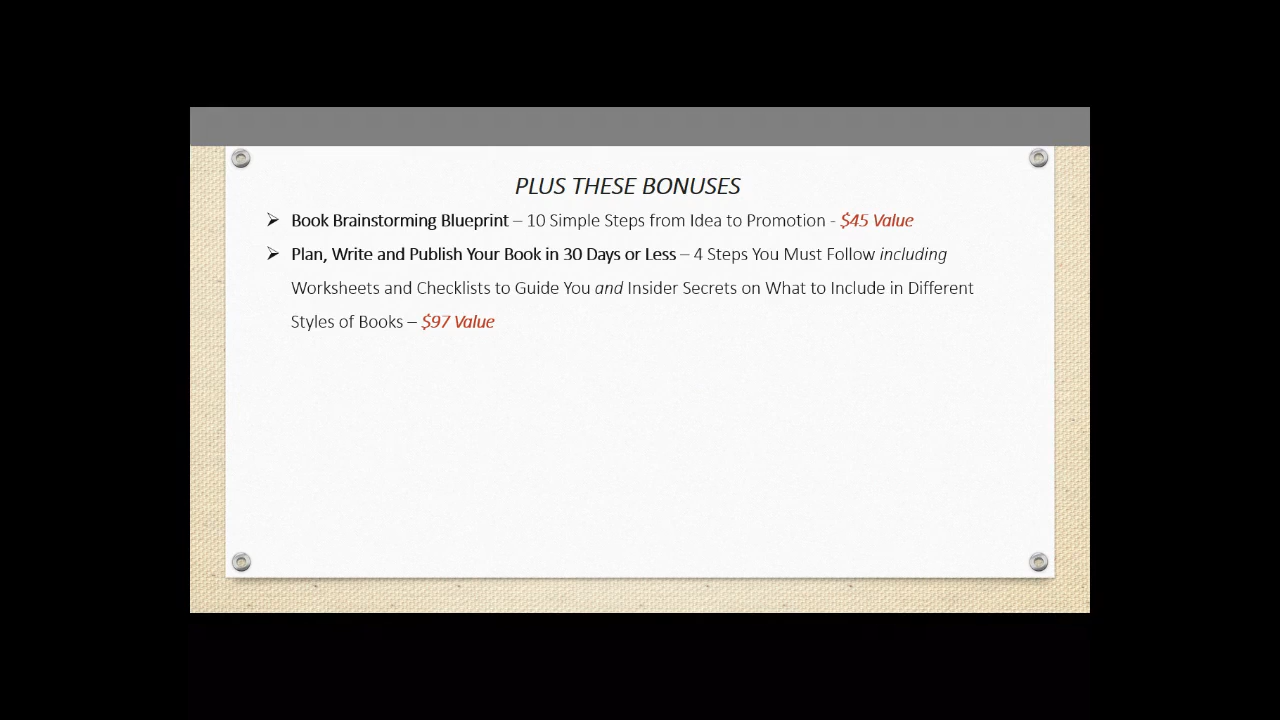 PLUS THESE BONUSES
➢ Book Brainstorming Blueprint – 10 Simple Steps from Idea to Promotion - $45 Value
➢ Plan, Write and Publish Your Book in 30 Days or Less – 4 Steps You Must Follow including
Worksheets and Checklists to Guide You and Insider Secrets on What to Include in Different
Styles of Books – $97 Value